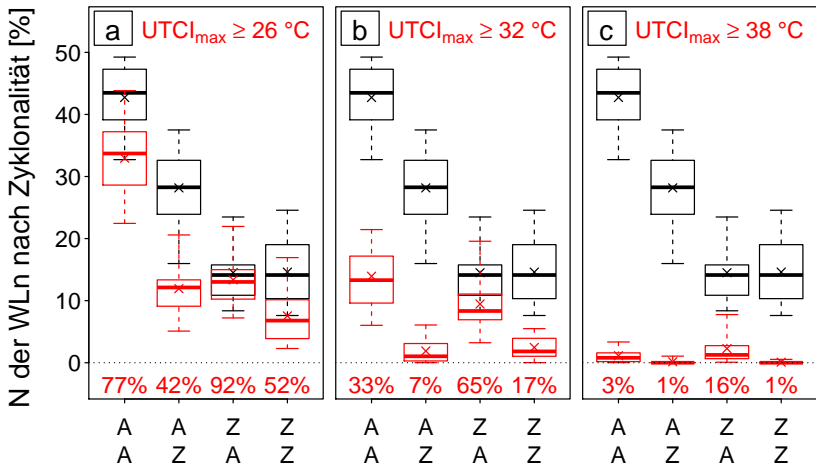 N der WLn nach Zyklonalität [%]
50
40
30
20
10
0
a UTCImax ≥ 26 °C
77% 42% 92% 52%
A A Z Z
A Z A Z
b UTCImax ≥ 32 °C
33% 7% 65% 17%
A A Z Z
A Z A Z
c UTCImax ≥ 38 °C
3% 1% 16% 1%
A A Z Z
A Z A Z